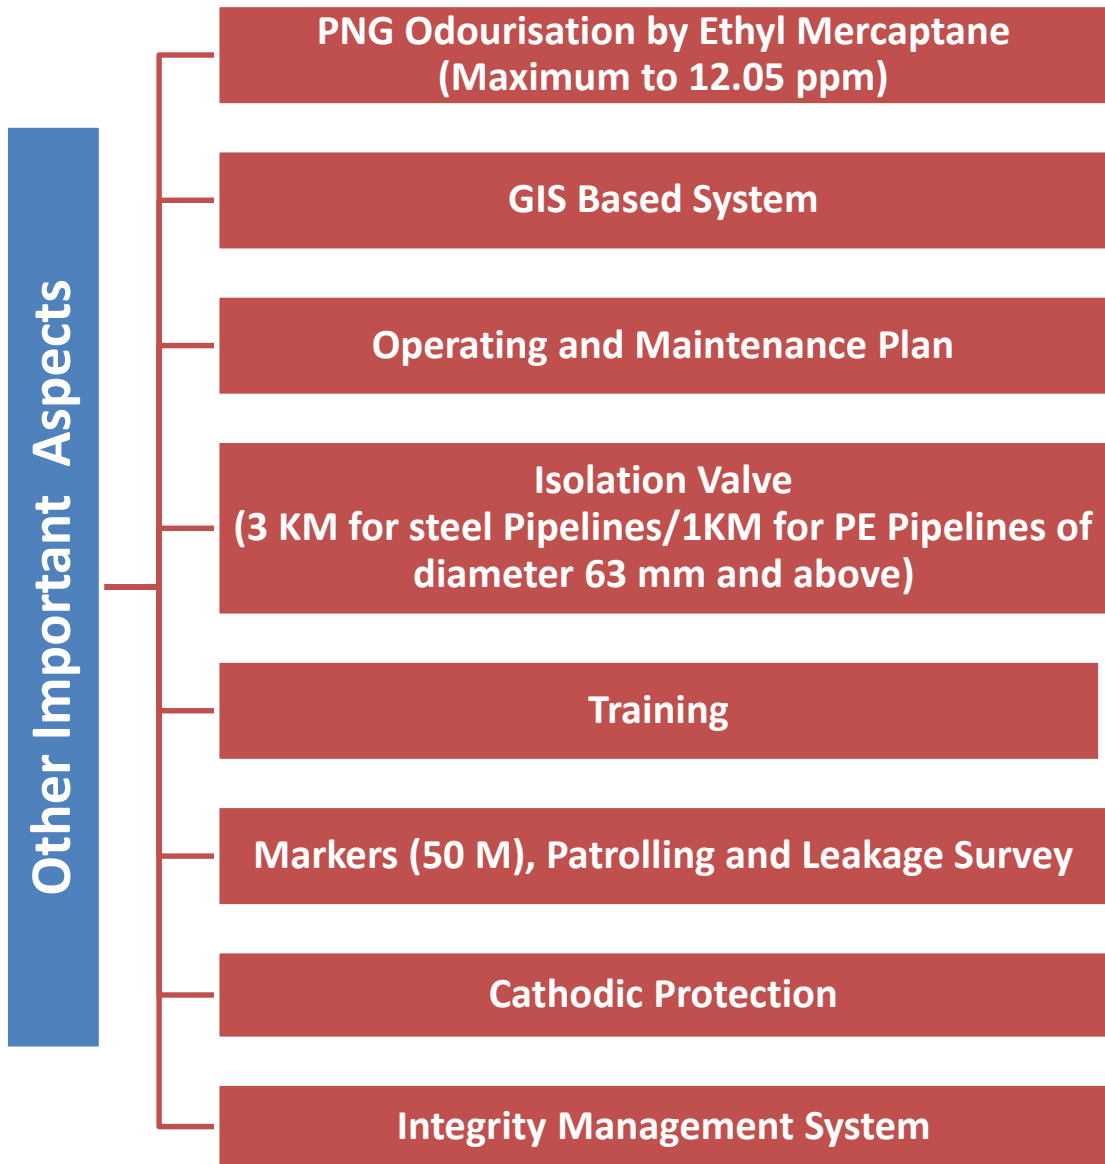 Other Important Aspects
PNG Odourisation by Ethyl Mercaptane
(Maximum to 12.05 ppm)
GIS Based System
Operating and Maintenance Plan
Isolation Valve
(3 KM for steel Pipelines/1KM for PE Pipelines of
diameter 63 mm and above)
Training
Markers (50 M), Patrolling and Leakage Survey
Cathodic Protection
Integrity Management System